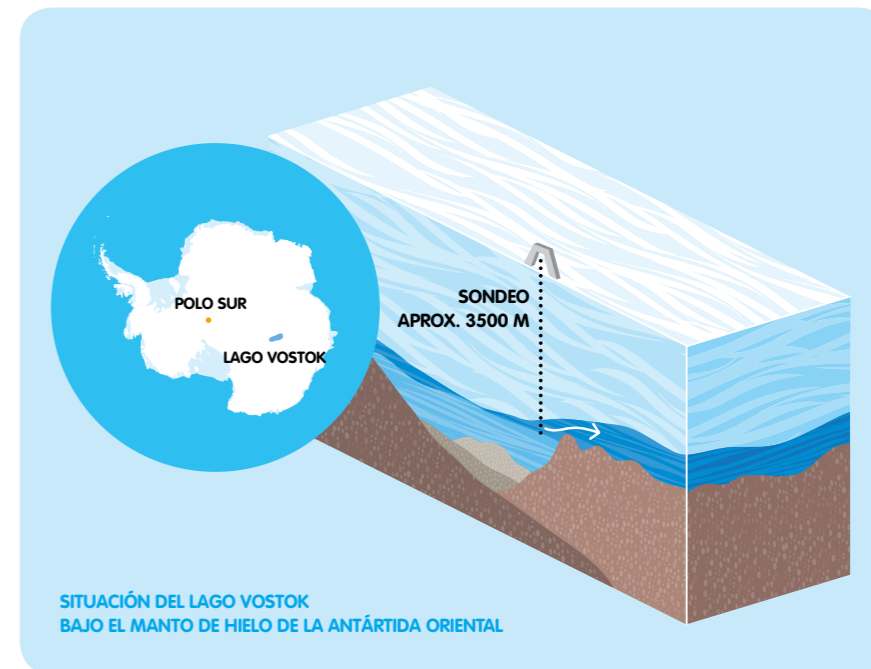 POLO SUR
LAGO VOSTOK
SONDEO
APROX. 3500 M
SITUACIÓN DEL LAGO VOSTOK
BAJO EL MANTO DE HIELO DE LA ANTÁRTIDA ORIENTAL